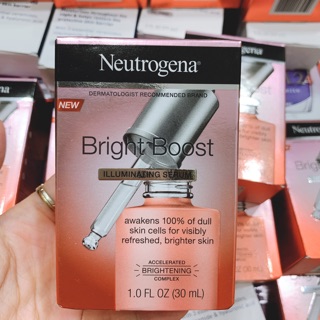 Neutrogena®
DERMATOLOGIST RECOMMENDED BRAND
NEW
Bright Boost
ILLUMINATING SERUM
awakens 100% of dull
skin cells for visibly
refreshed, brighter skin
ACCELERATED
BRIGHTENING
COMPLEX
1.0 FL OZ (30 mL)